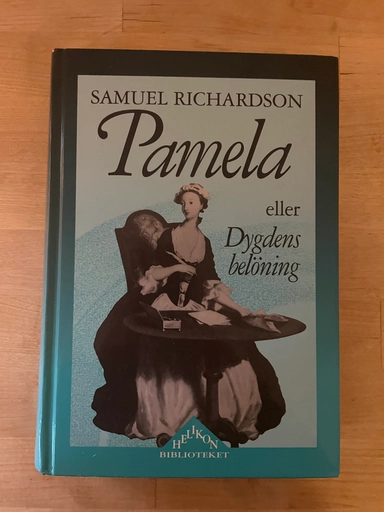 SAMUEL RICHARDSON
Pamela
eller
Dygdens
belöning
HELIKON
BIBLIOTEKET